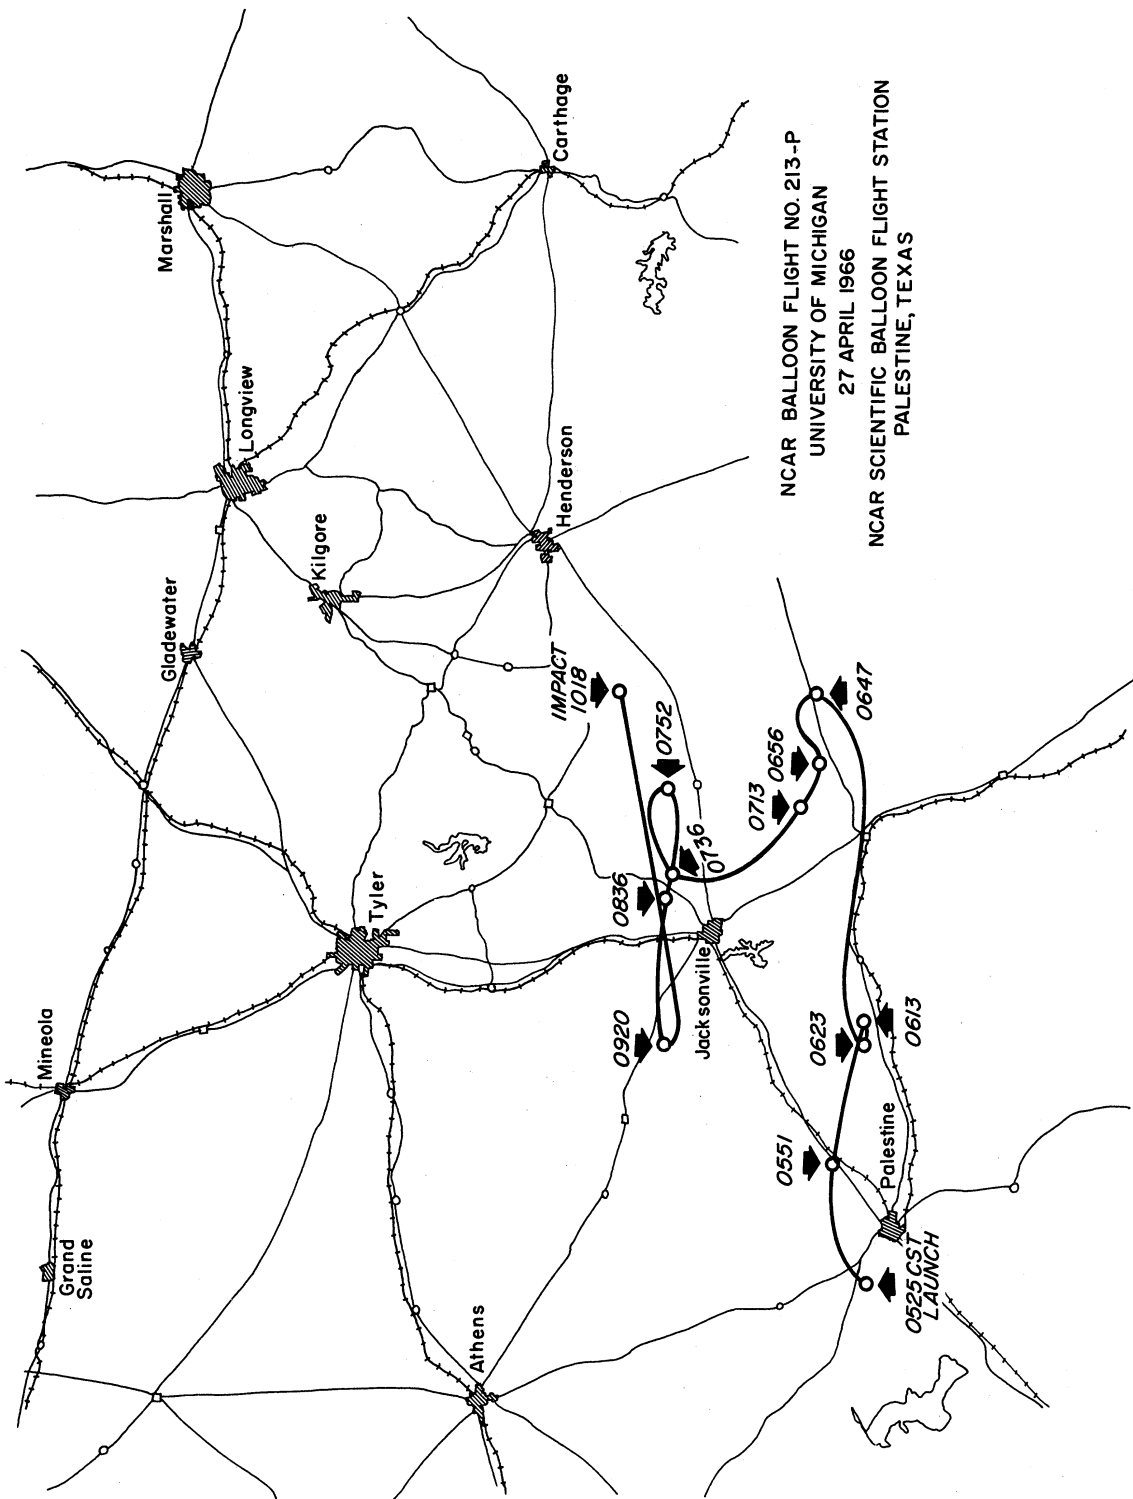 Grand
Saline
Mineola
Gladewater
Longview
Marshall
Kilgore
Tyler
Athens
Henderson
Carthage
Jacksonville
Palestine
0525 CST
LAUNCH
0551
0613
0623
0647
0656
0713
0736
0752
0836
0920
IMPACT
1018
NCAR BALLOON FLIGHT NO. 213-P
UNIVERSITY OF MICHIGAN
27 APRIL 1966
NCAR SCIENTIFIC BALLOON FLIGHT STATION
PALESTINE, TEXAS